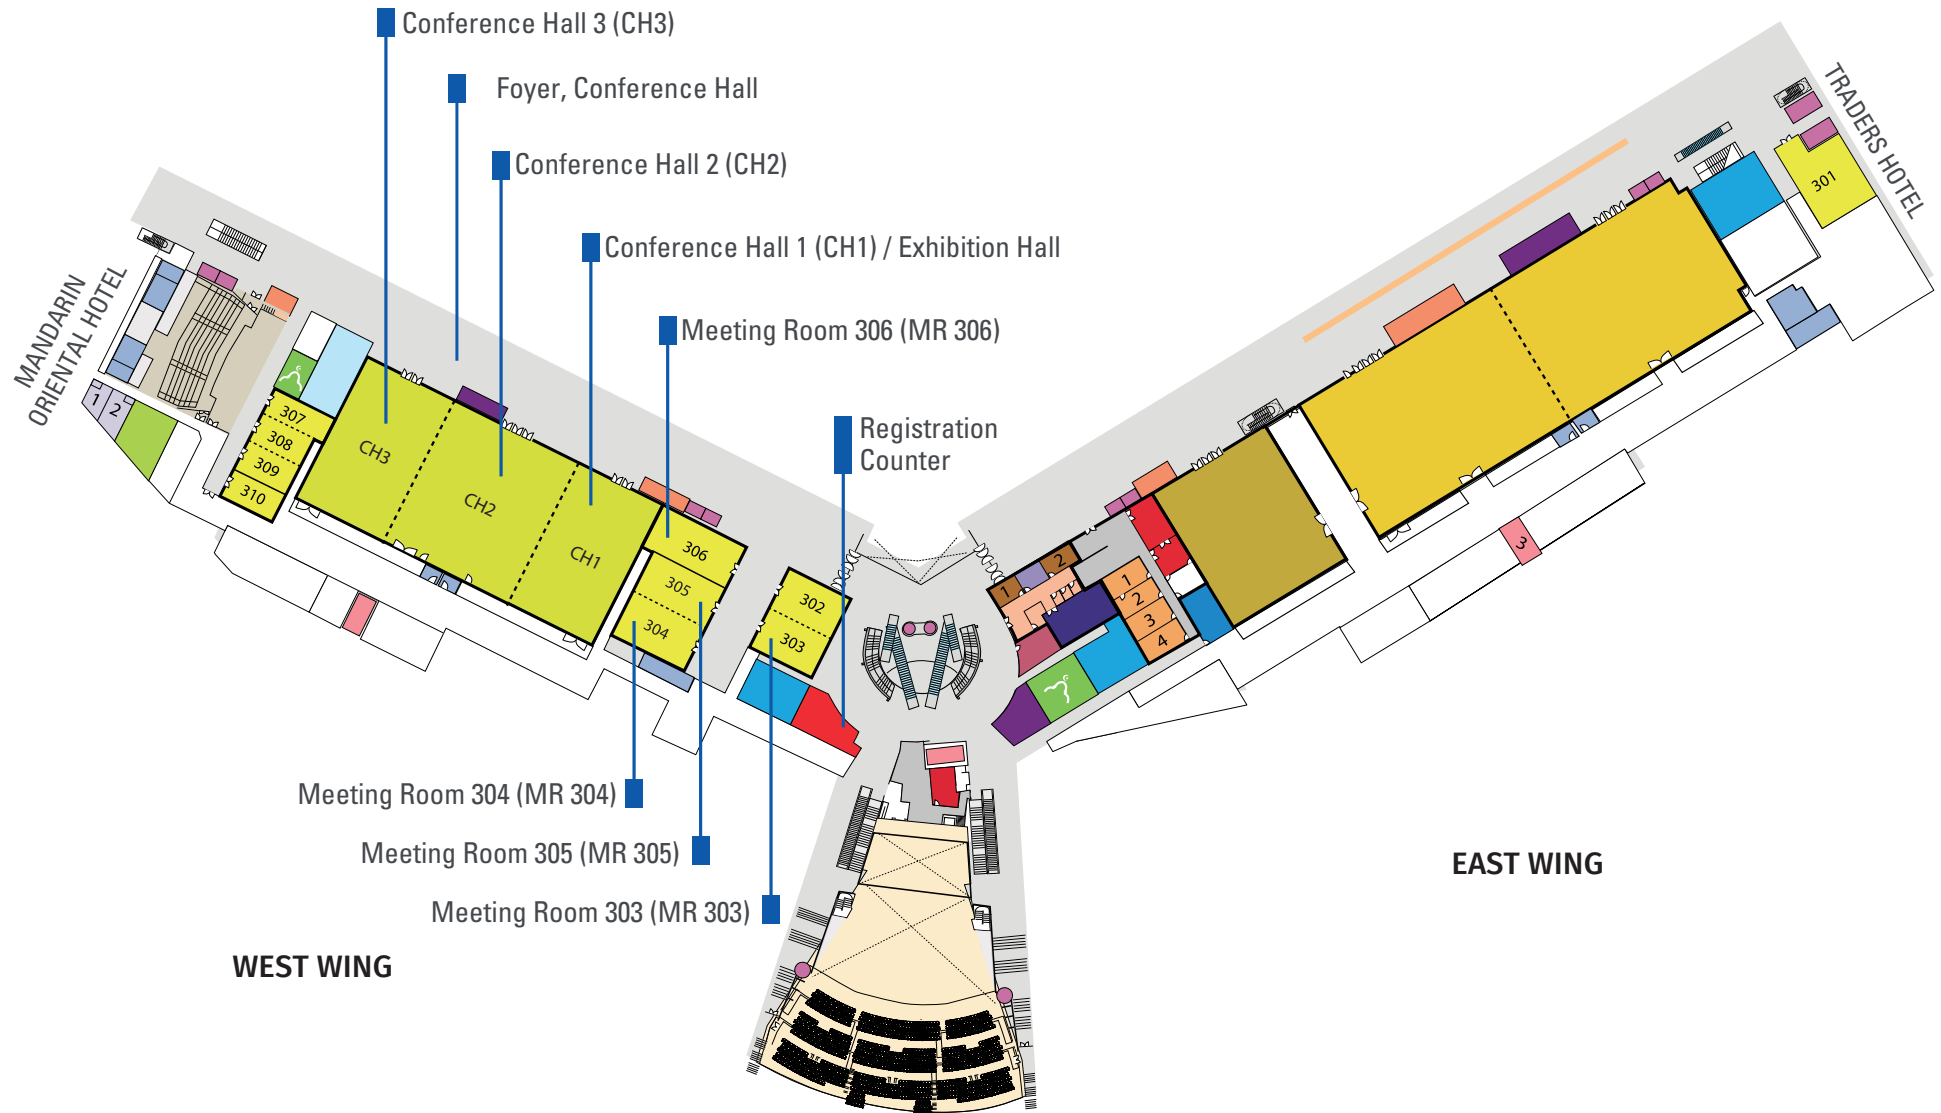 Conference Hall 3 (CH3)
Foyer, Conference Hall
Conference Hall 2 (CH2)
Conference Hall 1 (CH1) / Exhibition Hall
Meeting Room 306 (MR 306)
Registration
Counter
MANDARIN
ORIENTAL HOTEL
TRADERS HOTEL
301
1
2
307
308
309
310
CH3
CH2
CH1
306
305
304
302
303
1
2
1
2
3
4
3
Meeting Room 304 (MR 304)
Meeting Room 305 (MR 305)
Meeting Room 303 (MR 303)
EAST WING
WEST WING